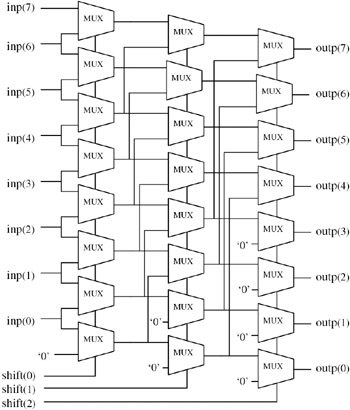 inp(7)
MUX
MUX
MUX
outp(7)
inp(6)
MUX
MUX
MUX
outp(6)
inp(5)
MUX
MUX
MUX
outp(5)
inp(4)
MUX
MUX
MUX
outp(4)
inp(3)
MUX
MUX
MUX
outp(3)
'0'
inp(2)
MUX
MUX
MUX
outp(2)
'0'
inp(1)
MUX
MUX
MUX
outp(1)
'0'
'0'
inp(0)
MUX
MUX
MUX
outp(0)
'0'
'0'
'0'
shift(0)
shift(1)
shift(2)